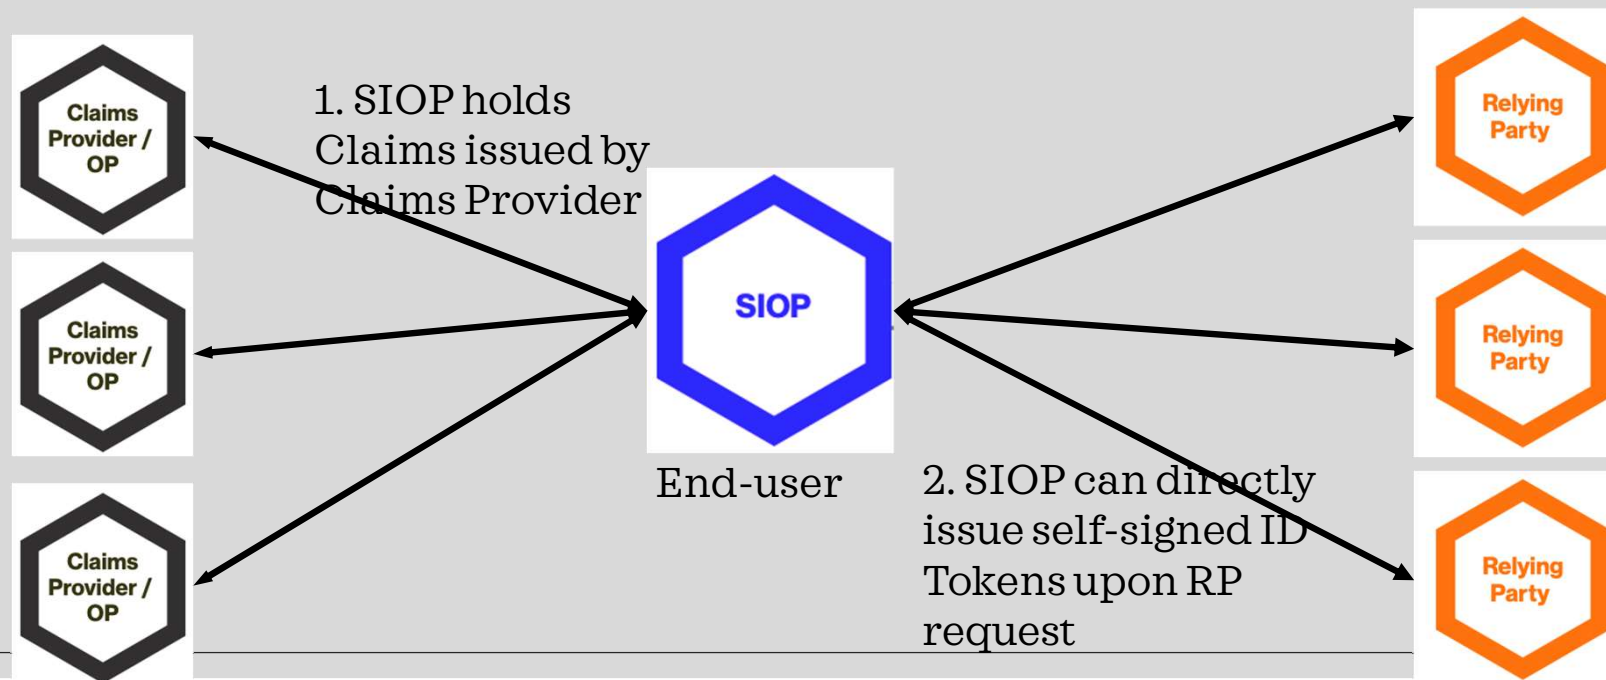 Claims
Provider /
OP
1. SIOP holds
Claims issued by
Claims Provider
Relying
Party
Claims
Provider /
OP
SIOP
Relying
Party
End-user
2. SIOP can directly
issue self-signed ID
Tokens upon RP
request
Claims
Provider /
OP
Relying
Party